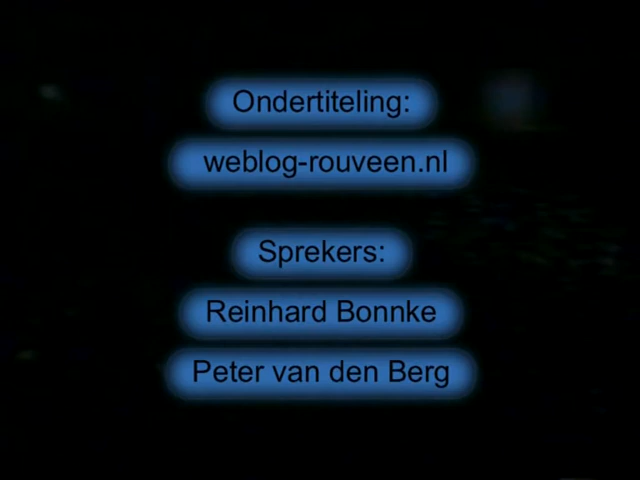 Ondertiteling:
weblog-rouveen.nl
Sprekers:
Reinhard Bonnke
Peter van den Berg